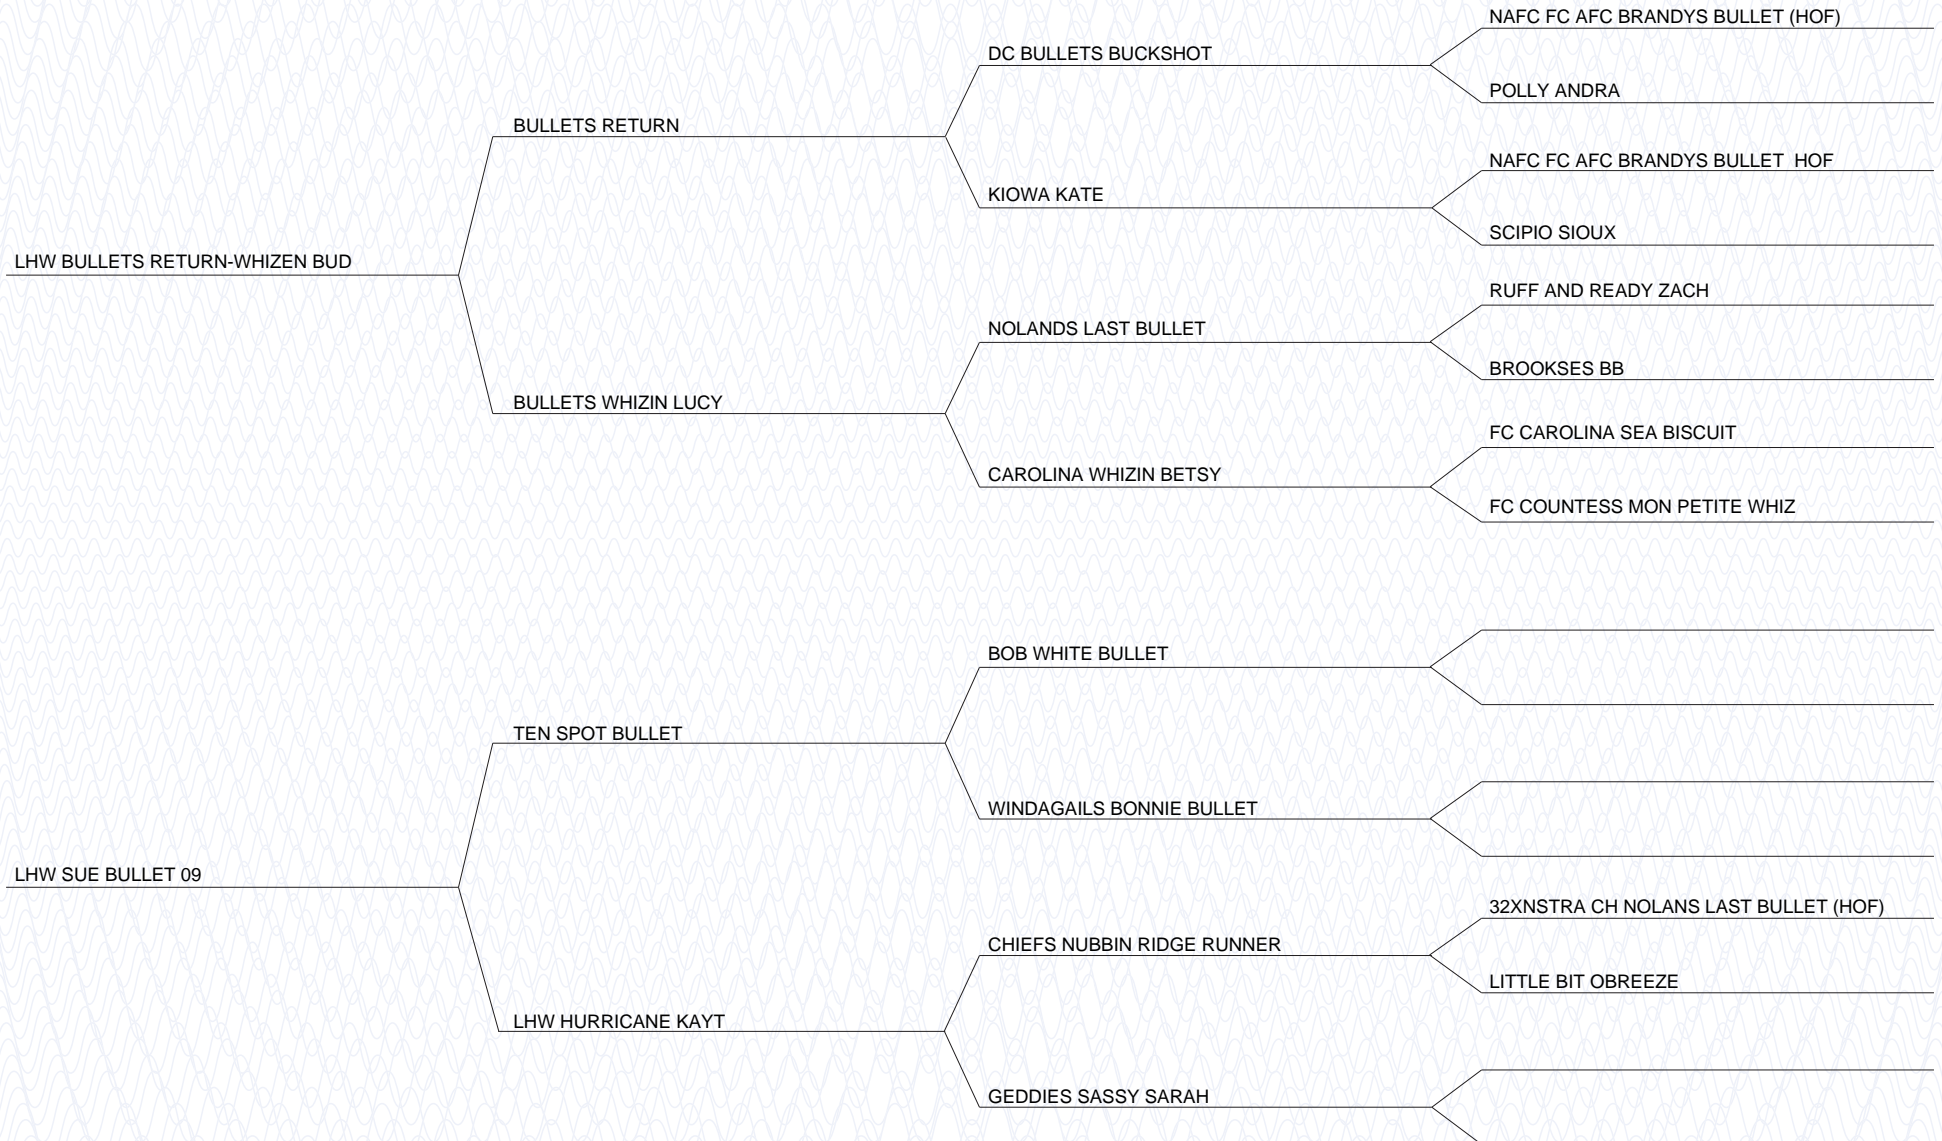 NAFC FC AFC BRANDYS BULLET (HOF)
DC BULLETS BUCKSHOT
POLLY ANDRA
BULLETS RETURN
NAFC FC AFC BRANDYS BULLET  HOF
KIOWA KATE
SCIPIO SIOUX
LHW BULLETS RETURN-WHIZEN BUD
RUFF AND READY ZACH
NOLANDS LAST BULLET
BROOKSES BB
BULLETS WHIZIN LUCY
FC CAROLINA SEA BISCUIT
CAROLINA WHIZIN BETSY
FC COUNTESS MON PETITE WHIZ
BOB WHITE BULLET
TEN SPOT BULLET
WINDAGAILS BONNIE BULLET
LHW SUE BULLET 09
32XNSTRA CH NOLANS LAST BULLET (HOF)
CHIEFS NUBBIN RIDGE RUNNER
LITTLE BIT OBREEZE
LHW HURRICANE KAYT
GEDDIES SASSY SARAH